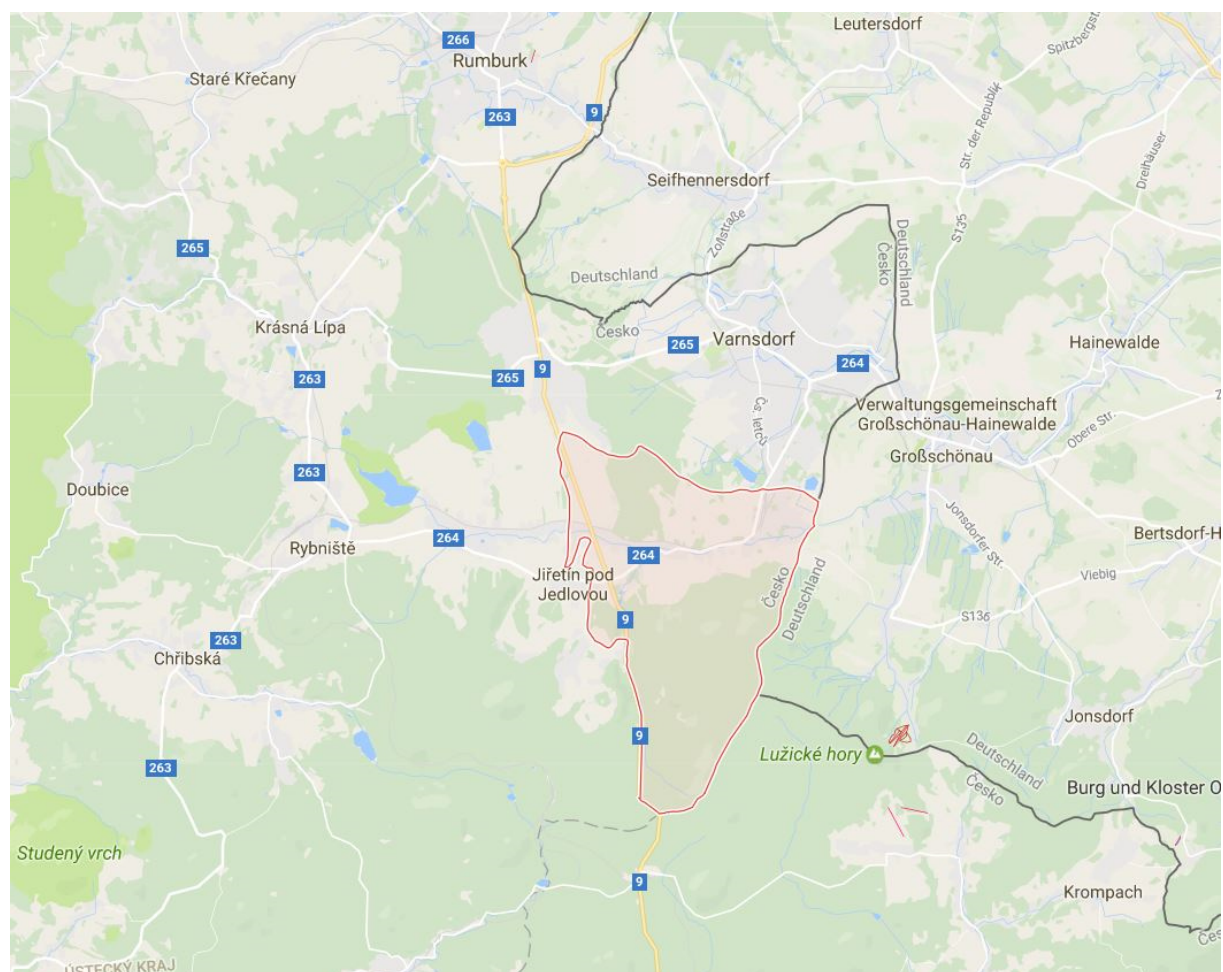 Leutersdorf
Spitzbergst.
266
Rumburk
Staré Křečany
263
9
Str. der Republik
Dreihäuser
Seifhennersdorf
Zollstraße
S135
265
Deutschland
Česko
Deutschland
Česko
Krásná Lípa
265
Varnsdorf
Hainewalde
263
265
9
264
Čs. letců
Verwaltungsgemeinschaft
Großschönau-Hainewalde
Obere Str.
Großschönau
263
Doubice
Jonsdorfer Str.
264
Rybniště
264
Bertsdorf-H
Jiřetín pod
Jedlovou
Česko
Deutschland
Viebig
S136
9
263
Chřibská
Jonsdorf
9
Lužické hory
Deutschland
Česko
263
Burg und Kloster O
Studený vrch
9
Krompach
ÚSTECKÝ KRAJ